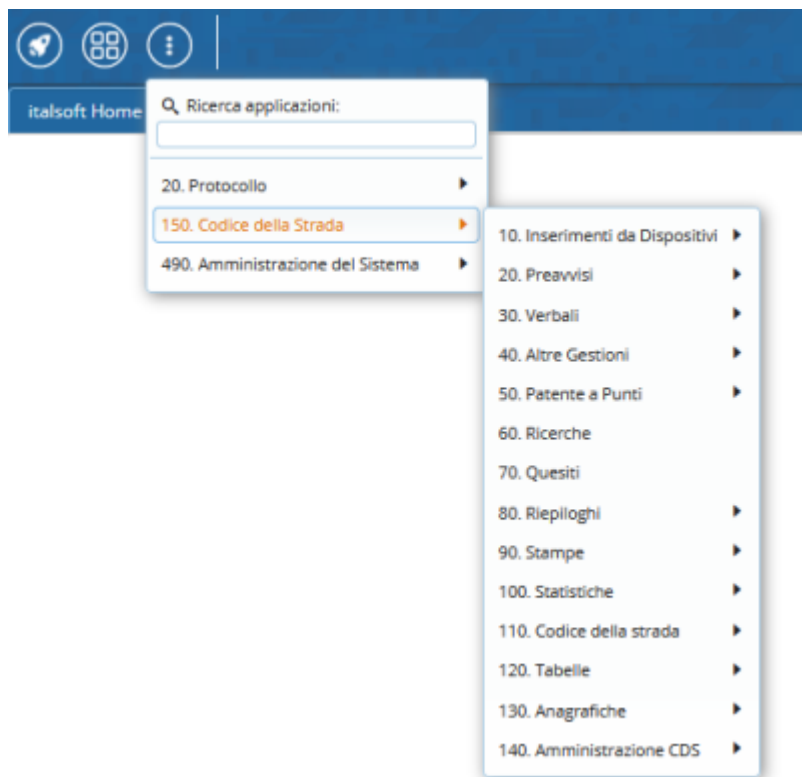 italsoft Home
Ricerca applicazioni:
20. Protocollo
150. Codice della Strada
490. Amministrazione del Sistema
10. Inserimenti da Dispositivi
20. Preavvisi
30. Verbali
40. Altre Gestioni
50. Patente a Punti
60. Ricerche
70. Quesiti
80. Riepiloghi
90. Stampe
100. Statistiche
110. Codice della strada
120. Tabelle
130. Anagrafiche
140. Amministrazione CDS